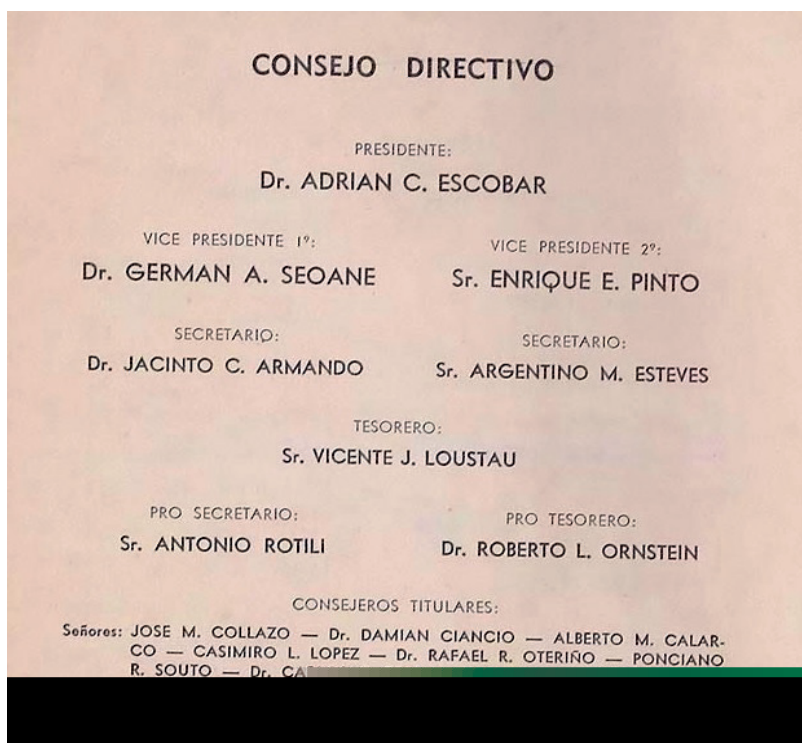 CONSEJO DIRECTIVO
PRESIDENTE:
Dr. ADRIAN C. ESCOBAR
VICE PRESIDENTE 1º:
Dr. GERMAN A. SEOANE
VICE PRESIDENTE 2º:
Sr. ENRIQUE E. PINTO
SECRETARIO:
Dr. JACINTO C. ARMANDO
SECRETARIO:
Sr. ARGENTINO M. ESTEVES
TESORERO:
Sr. VICENTE J. LOUSTAU
PRO SECRETARIO:
Sr. ANTONIO ROTILI
PRO TESORERO:
Dr. ROBERTO L. ORNSTEIN
CONSEJEROS TITULARES:
Señores: JOSE M. COLLAZO — Dr. DAMIAN CIANCIO — ALBERTO M. CALAR-
CO — CASIMIRO L. LOPEZ — Dr. RAFAEL R. OTERIÑO — PONCIANO
R. SOUTO — Dr.